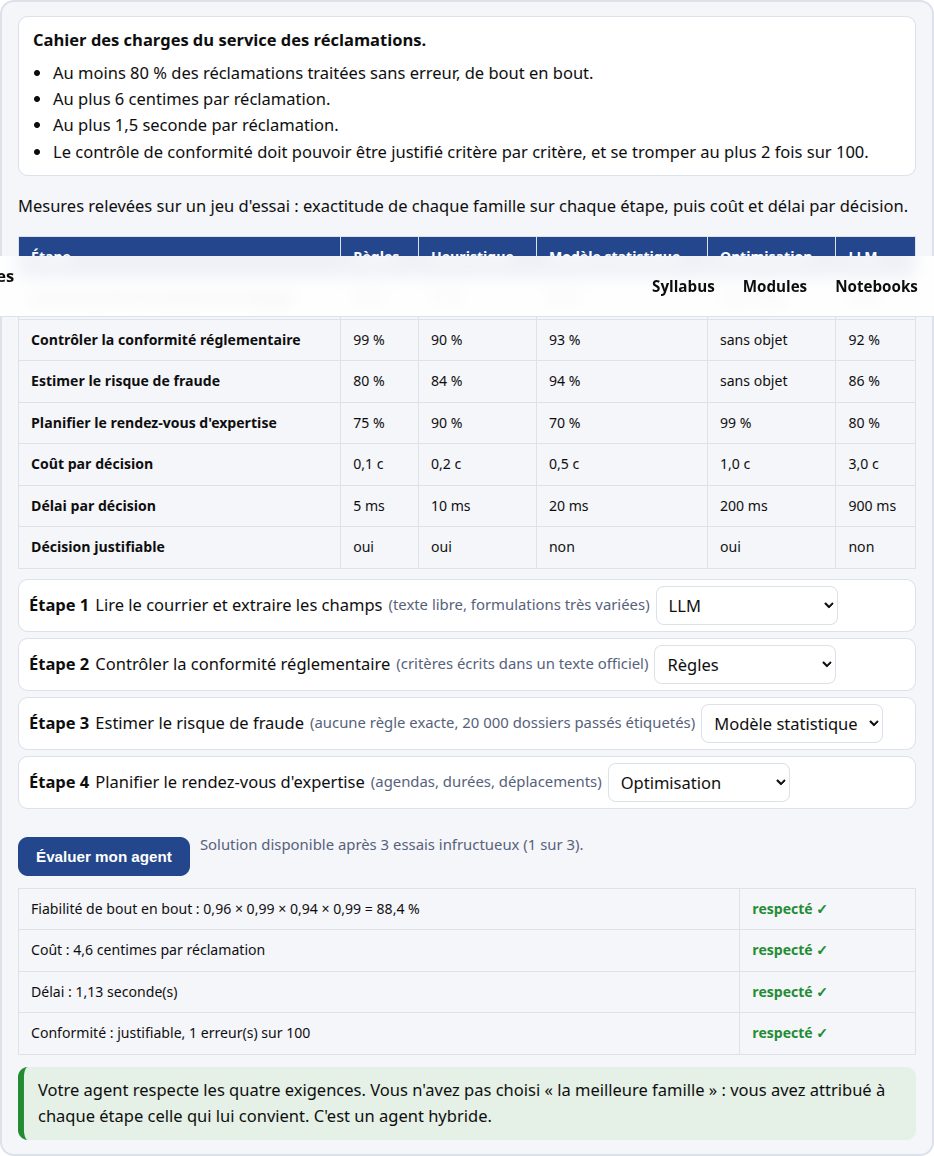 Cahier des charges du service des réclamations.
• Au moins 80 % des réclamations traitées sans erreur, de bout en bout.
• Au plus 6 centimes par réclamation.
• Au plus 1,5 seconde par réclamation.
• Le contrôle de conformité doit pouvoir être justifié critère par critère, et se tromper au plus 2 fois sur 100.
Mesures relevées sur un jeu d'essai : exactitude de chaque famille sur chaque étape, puis coût et délai par décision.
Étape Règles Heuristique Modèle statistique Optimisation LLM
es Syllabus Modules Notebooks
Contrôler la conformité réglementaire 99 % 90 % 93 % sans objet 92 %
Estimer le risque de fraude 80 % 84 % 94 % sans objet 86 %
Planifier le rendez-vous d'expertise 75 % 90 % 70 % 99 % 80 %
Coût par décision 0,1 c 0,2 c 0,5 c 1,0 c 3,0 c
Délai par décision 5 ms 10 ms 20 ms 200 ms 900 ms
Décision justifiable oui oui non oui non
Étape 1 Lire le courrier et extraire les champs (texte libre, formulations très variées) LLM
Étape 2 Contrôler la conformité réglementaire (critères écrits dans un texte officiel) Règles
Étape 3 Estimer le risque de fraude (aucune règle exacte, 20 000 dossiers passés étiquetés) Modèle statistique
Étape 4 Planifier le rendez-vous d'expertise (agendas, durées, déplacements) Optimisation
Évaluer mon agent Solution disponible après 3 essais infructueux (1 sur 3).
Fiabilité de bout en bout : 0,96 × 0,99 × 0,94 × 0,99 = 88,4 % respecté ✓
Coût : 4,6 centimes par réclamation respecté ✓
Délai : 1,13 seconde(s) respecté ✓
Conformité : justifiable, 1 erreur(s) sur 100 respecté ✓
Votre agent respecte les quatre exigences. Vous n'avez pas choisi « la meilleure famille » : vous avez attribué à
chaque étape celle qui lui convient. C'est un agent hybride.